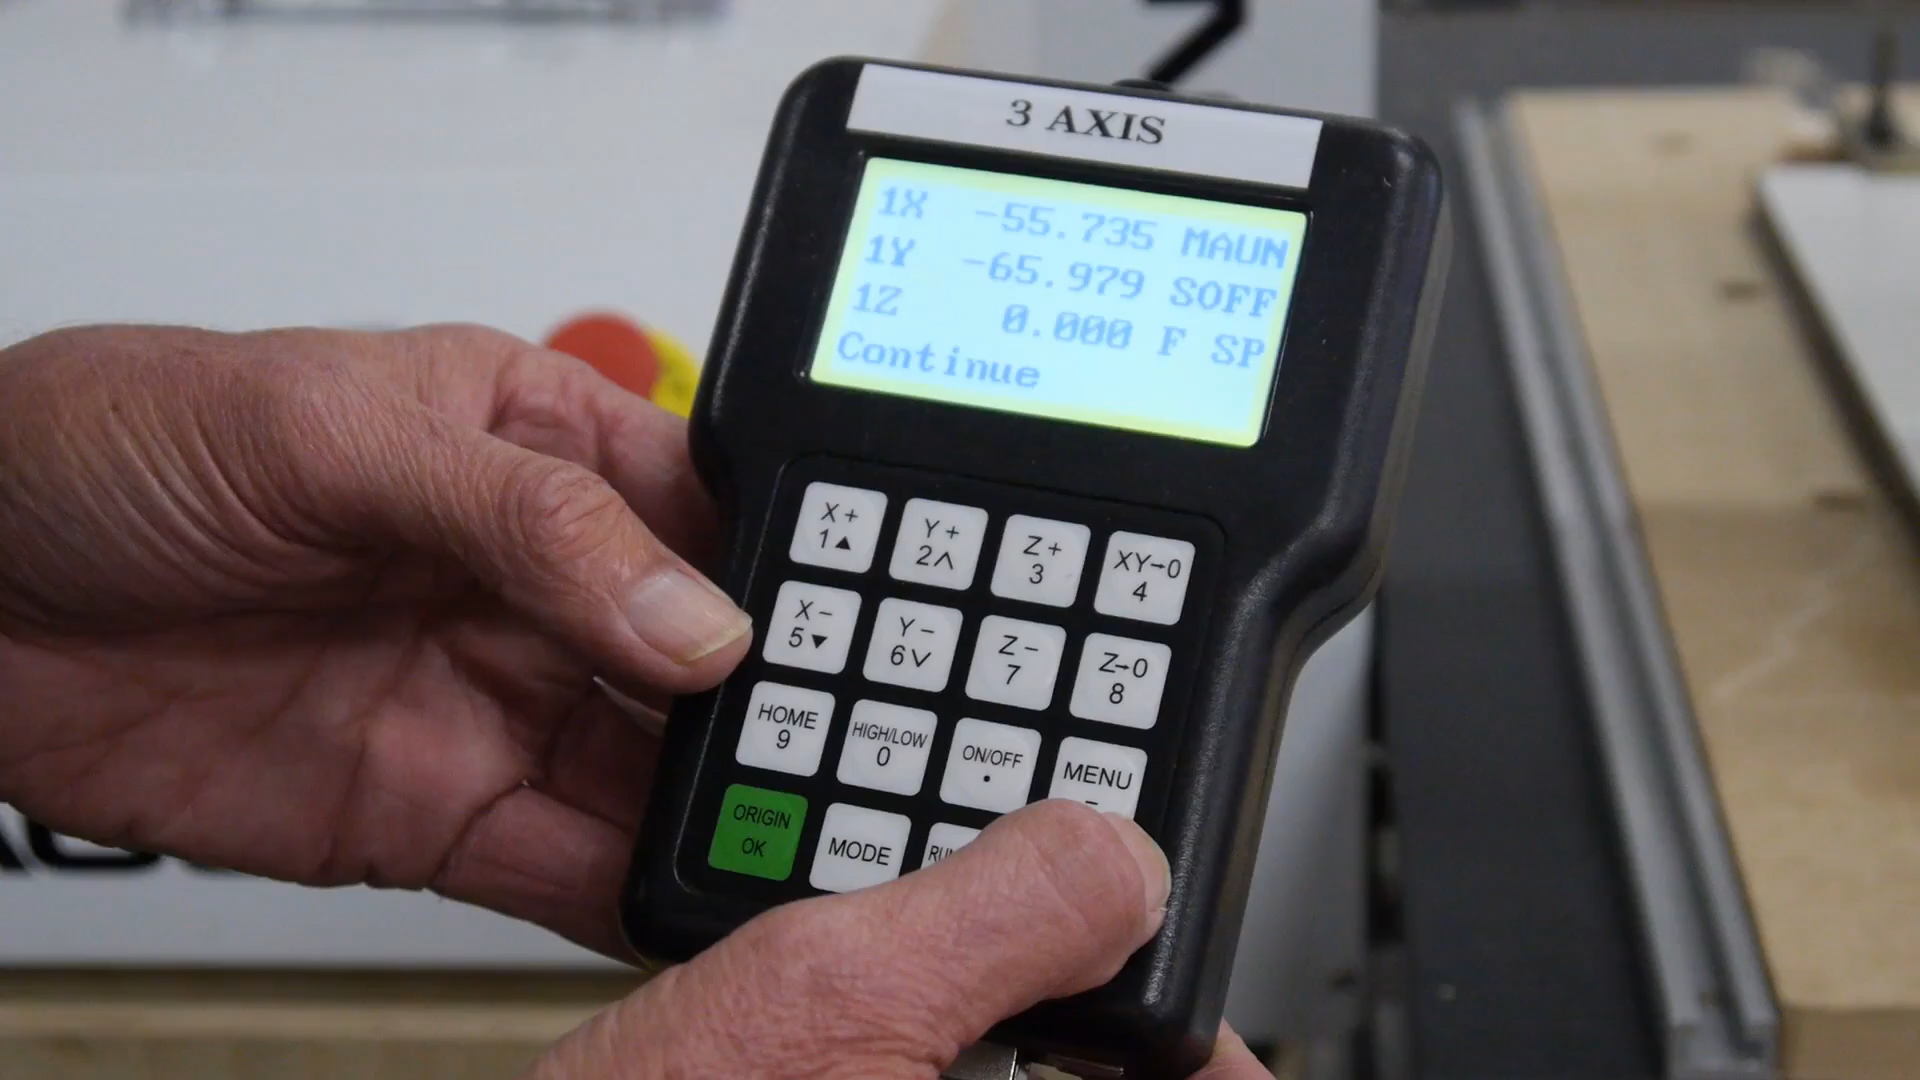 3 AXIS
1X -55.735 MAUN
1Y -65.979 SOFF
1Z 0.000 F SP
Continue
X+ Y+ Z+ XY→0
1▲ 2∧ 3 4
X- Y- Z- Z→0
5▼ 6∨ 7 8
HOME HIGH/LOW ON/OFF MENU
9 0 •
ORIGIN
OK MODE